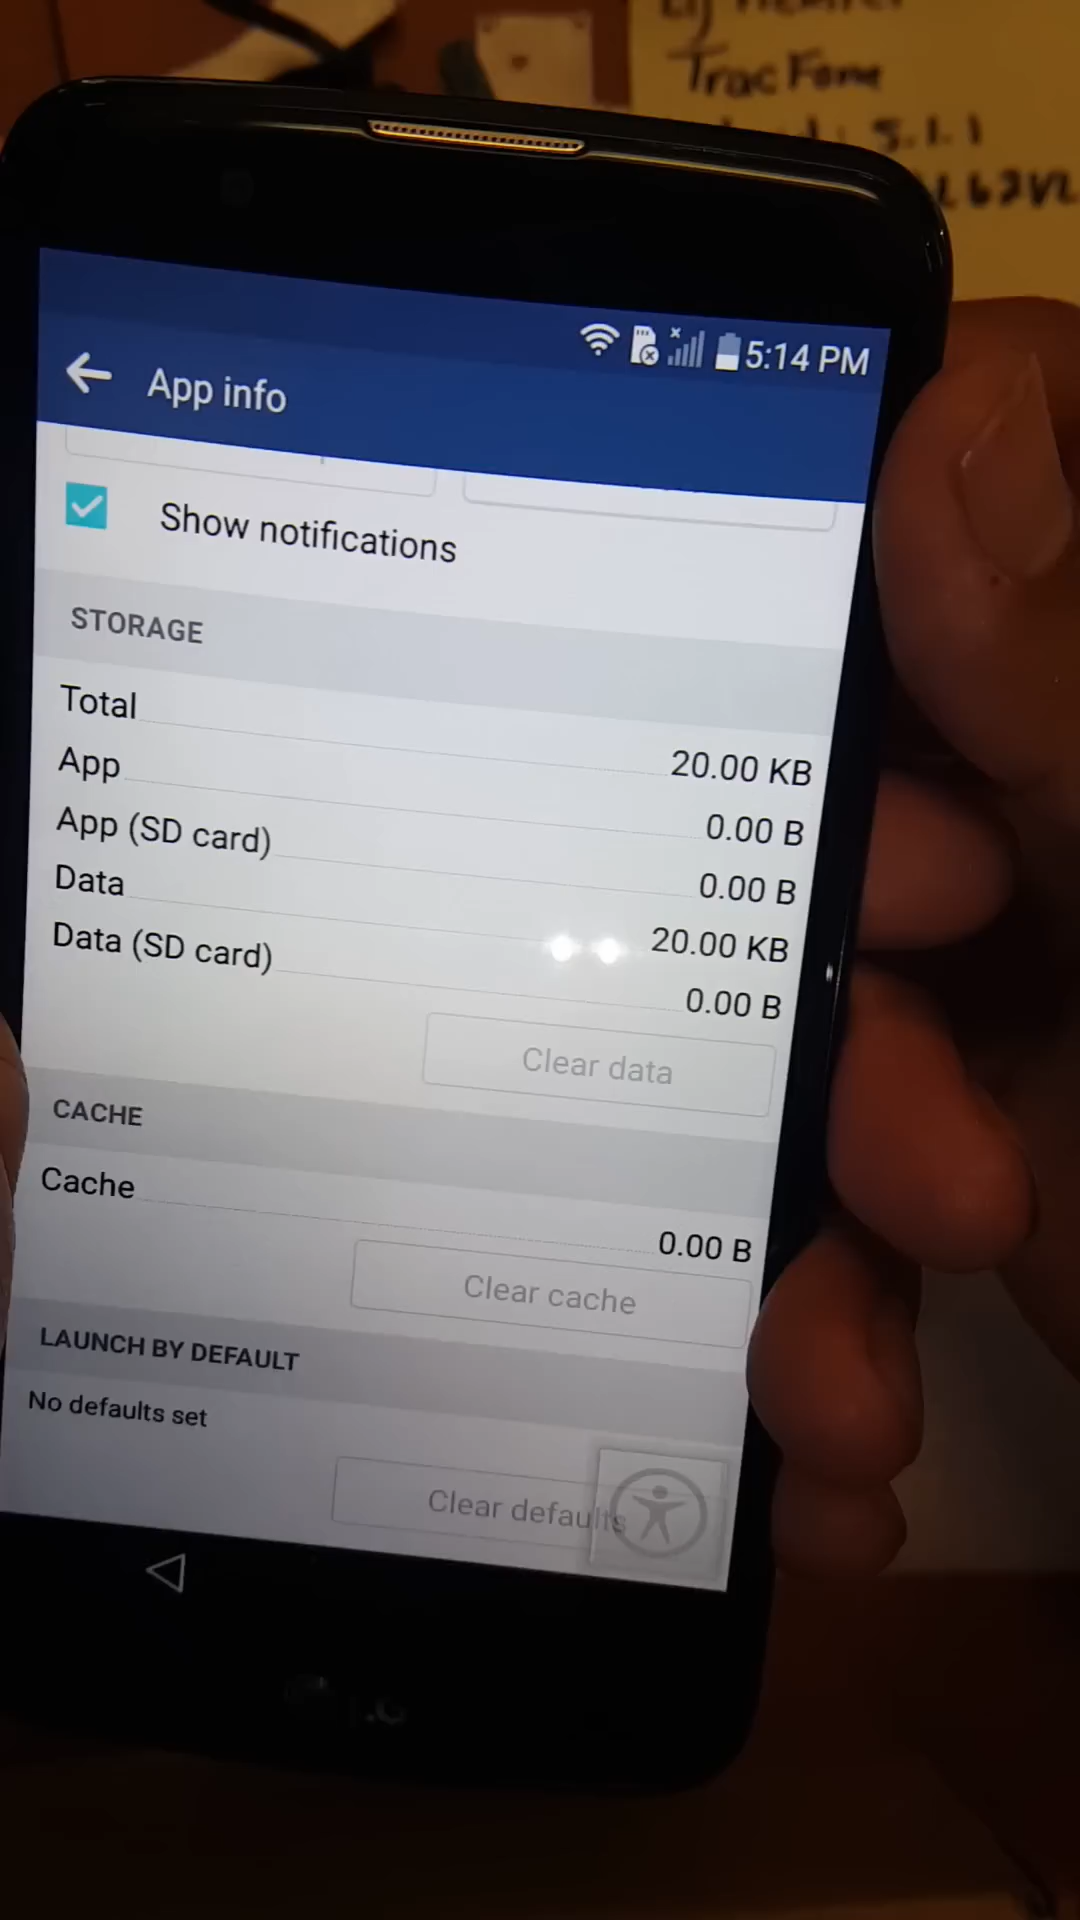 TracFone
5.1.1
5:14 PM
App info
Show notifications
STORAGE
Total 20.00 KB
App 0.00 B
App (SD card) 0.00 B
Data 20.00 KB
Data (SD card) 0.00 B
Clear data
CACHE
Cache 0.00 B
Clear cache
LAUNCH BY DEFAULT
No defaults set
Clear defaults